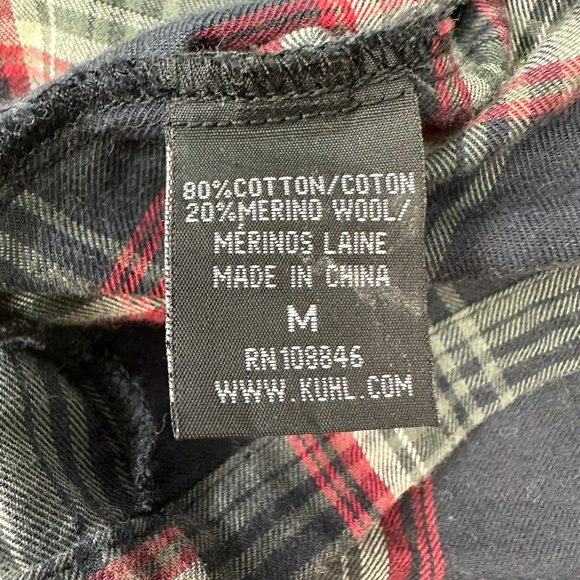 80%COTTON/COTON
20%MERINO WOOL/
MÉRINOS LAINE
MADE IN CHINA
M
RN108846
WWW.KUHL.COM